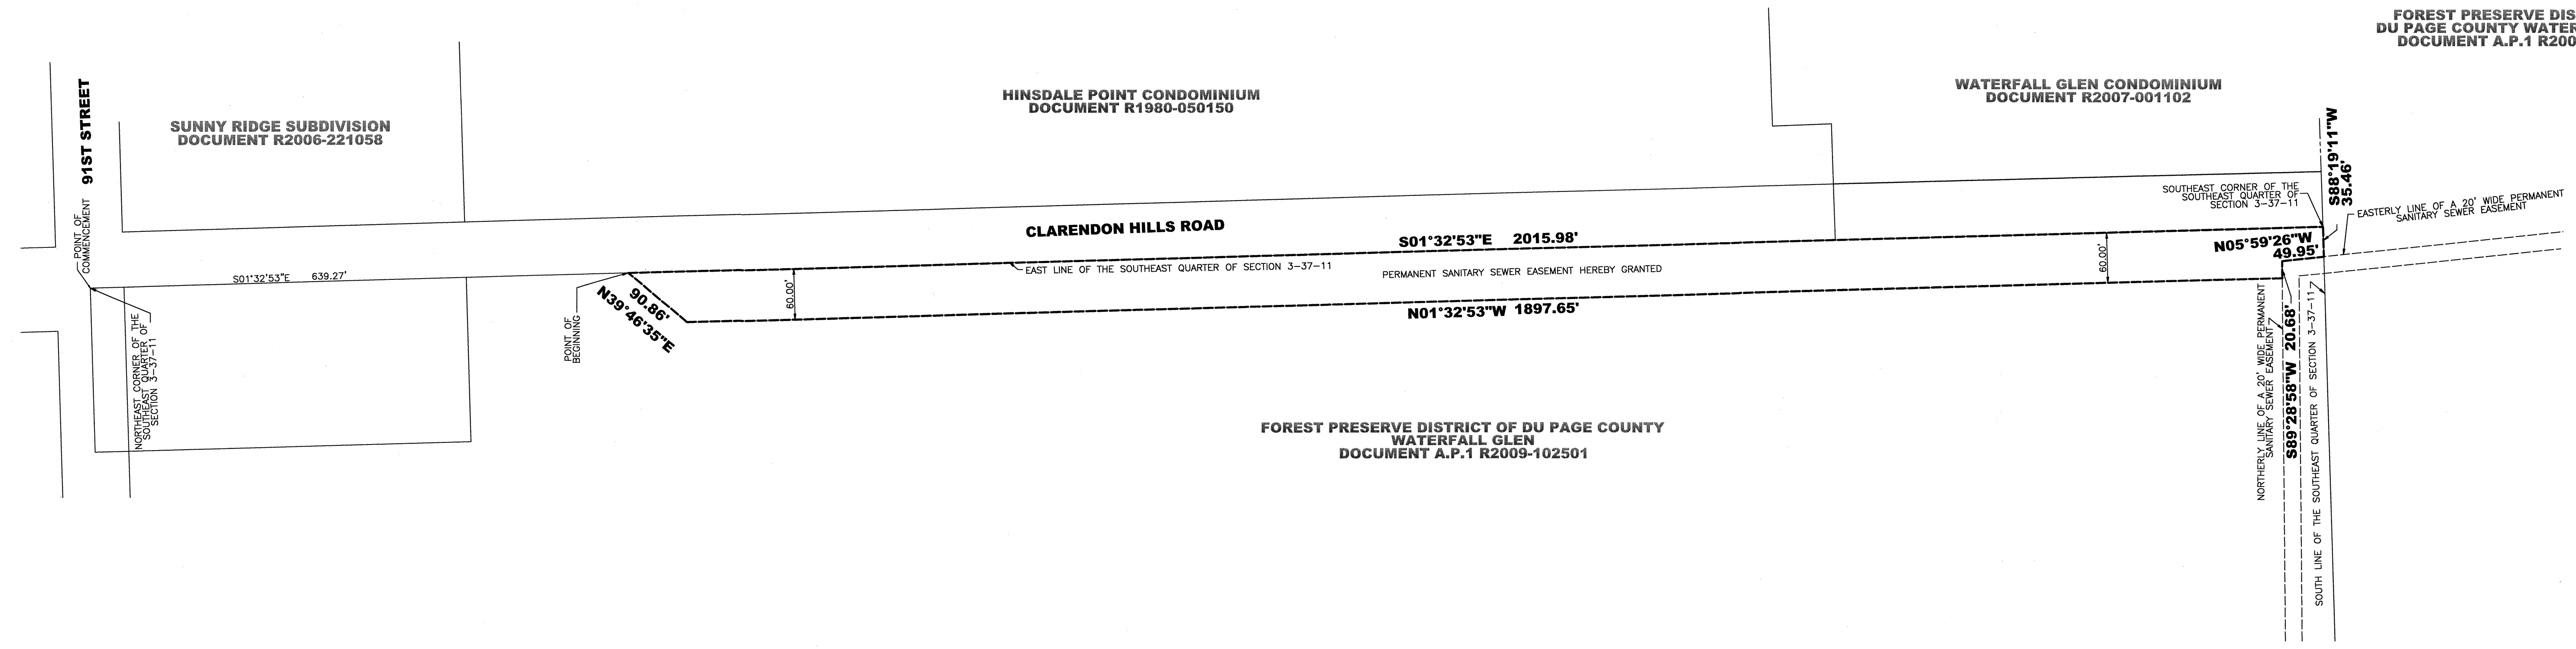 91ST STREET
SUNNY RIDGE SUBDIVISION
DOCUMENT R2006-221058
HINSDALE POINT CONDOMINIUM
DOCUMENT R1980-050150
WATERFALL GLEN CONDOMINIUM
DOCUMENT R2007-001102
FOREST PRESERVE DIS
DU PAGE COUNTY WATER
DOCUMENT A.P.1 R200
POINT OF
COMMENCEMENT
S01°32'53"E 639.27'
NORTHEAST CORNER OF THE
SOUTHEAST QUARTER OF
SECTION 3-37-11
POINT OF
BEGINNING
90.86'
N39°46'35"E
60.00'
CLARENDON HILLS ROAD
EAST LINE OF THE SOUTHEAST QUARTER OF SECTION 3-37-11
S01°32'53"E 2015.98'
PERMANENT SANITARY SEWER EASEMENT HEREBY GRANTED
N01°32'53"W 1897.65'
60.00'
SOUTHEAST CORNER OF THE
SOUTHEAST QUARTER OF
SECTION 3-37-11
S88°19'11"W
35.46'
EASTERLY LINE OF A 20' WIDE PERMANENT
SANITARY SEWER EASEMENT
N05°59'26"W
49.95'
NORTHERLY LINE OF A 20' WIDE PERMANENT
SANITARY SEWER EASEMENT
S89°28'58"W 20.68'
SOUTH LINE OF THE SOUTHEAST QUARTER OF SECTION 3-37-11
FOREST PRESERVE DISTRICT OF DU PAGE COUNTY
WATERFALL GLEN
DOCUMENT A.P.1 R2009-102501